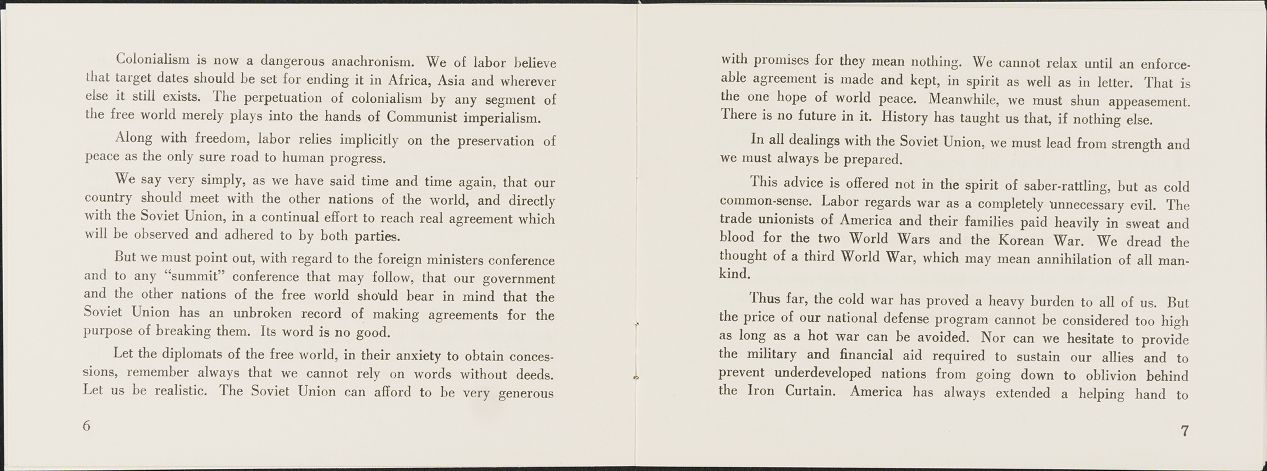 Colonialism is now a dangerous anachronism. We of labor believe
that target dates should be set for ending it in Africa, Asia and wherever
else it still exists. The perpetuation of colonialism by any segment of
the free world merely plays into the hands of Communist imperialism.
Along with freedom, labor relies implicitly on the preservation of
peace as the only sure road to human progress.
We say very simply, as we have said time and time again, that our
country should meet with the other nations of the world, and directly
with the Soviet Union, in a continual effort to reach real agreement which
will be observed and adhered to by both parties.
But we must point out, with regard to the foreign ministers conference
and to any “summit” conference that may follow, that our government
and the other nations of the free world should bear in mind that the
Soviet Union has an unbroken record of making agreements for the
purpose of breaking them. Its word is no good.
Let the diplomats of the free world, in their anxiety to obtain conces-
sions, remember always that we cannot rely on words without deeds.
Let us be realistic. The Soviet Union can afford to be very generous
6
with promises for they mean nothing. We cannot relax until an enforce-
able agreement is made and kept, in spirit as well as in letter. That is
the one hope of world peace. Meanwhile, we must shun appeasement.
There is no future in it. History has taught us that, if nothing else.
In all dealings with the Soviet Union, we must lead from strength and
we must always be prepared.
This advice is offered not in the spirit of saber-rattling, but as cold
common-sense. Labor regards war as a completely unnecessary evil. The
trade unionists of America and their families paid heavily in sweat and
blood for the two World Wars and the Korean War. We dread the
thought of a third World War, which may mean annihilation of all man-
kind.
Thus far, the cold war has proved a heavy burden to all of us. But
the price of our national defense program cannot be considered too high
as long as a hot war can be avoided. Nor can we hesitate to provide
the military and financial aid required to sustain our allies and to
prevent underdeveloped nations from going down to oblivion behind
the Iron Curtain. America has always extended a helping hand to
7